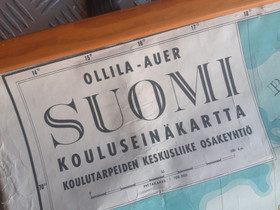 OLLILA - AUER
SUOMI
KOULUSEINÄKARTTA
KOULUTARPEIDEN KESKUSLIIKE OSAKEYHTIÖ